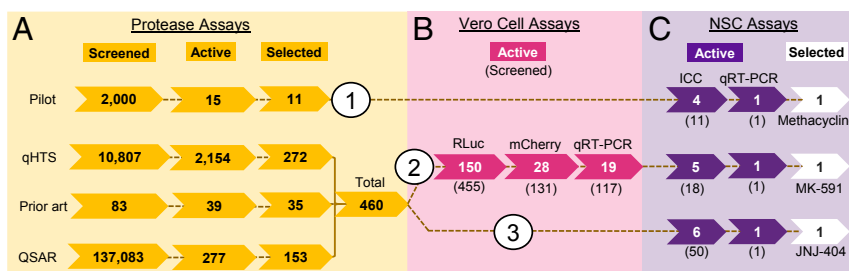 A Protease Assays
B Vero Cell Assays
C NSC Assays
Screened Active Selected
Active
(Screened)
Active Selected
ICC qRT-PCR
Pilot 2,000 15 11 1 4 1 1
(11) (1) Methacyclin
RLuc mCherry qRT-PCR
qHTS 10,807 2,154 272 2 150 28 19 5 1 1
(455) (131) (117) (18) (1) MK-591
Total
Prior art 83 39 35 460
3 6 1 1
(50) (1) JNJ-404
QSAR 137,083 277 153